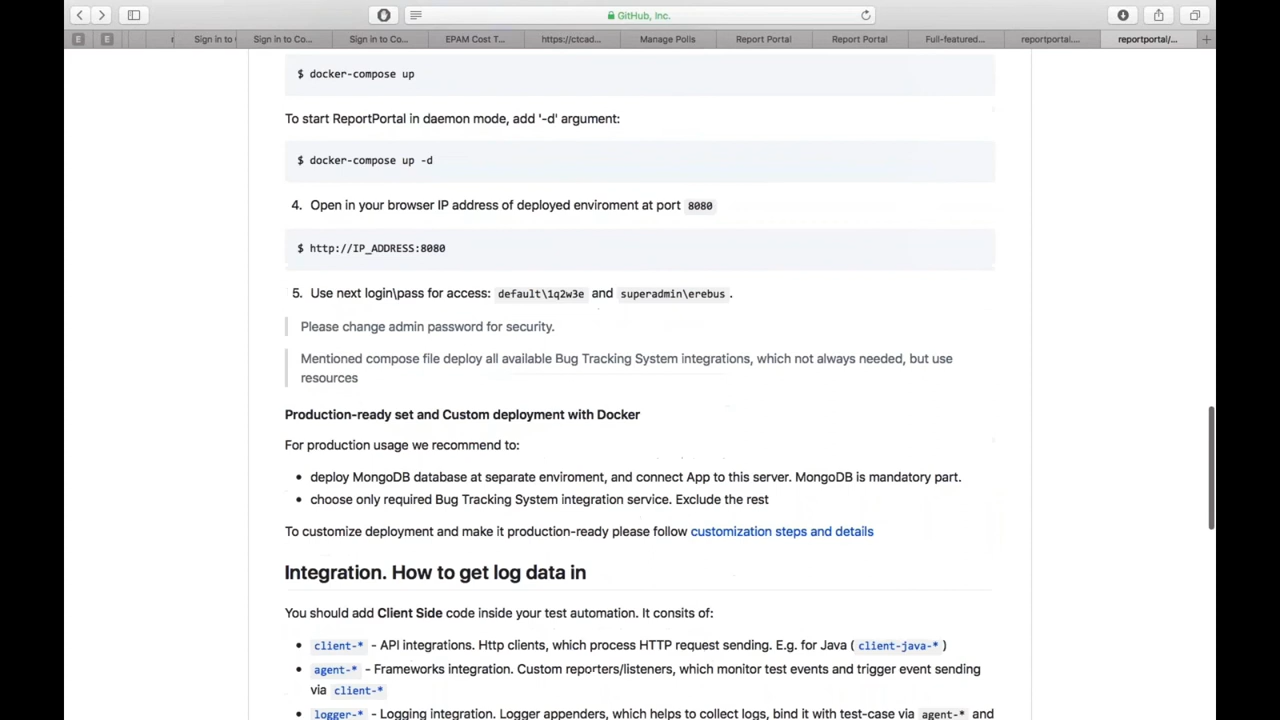 GitHub, Inc.
E E r Sign in to Sign in to Co... Sign in to Co... EPAM Cost T... https://ctcad... Manage Polls Report Portal Report Portal Full-featured... reportportal.... reportportal/...
$ docker-compose up
To start ReportPortal in daemon mode, add '-d' argument:
$ docker-compose up -d
4. Open in your browser IP address of deployed enviroment at port 8080
$ http://IP_ADDRESS:8080
5. Use next login\pass for access: default\1q2w3e and superadmin\erebus.
Please change admin password for security.
Mentioned compose file deploy all available Bug Tracking System integrations, which not always needed, but use
resources
Production-ready set and Custom deployment with Docker
For production usage we recommend to:
• deploy MongoDB database at separate enviroment, and connect App to this server. MongoDB is mandatory part.
• choose only required Bug Tracking System integration service. Exclude the rest
To customize deployment and make it production-ready please follow customization steps and details
Integration. How to get log data in
You should add Client Side code inside your test automation. It consits of:
• client-* - API integrations. Http clients, which process HTTP request sending. E.g. for Java ( client-java-* )
• agent-* - Frameworks integration. Custom reporters/listeners, which monitor test events and trigger event sending
via client-*
• logger-* - Logging integration. Logger appenders, which helps to collect logs, bind it with test-case via agent-* and